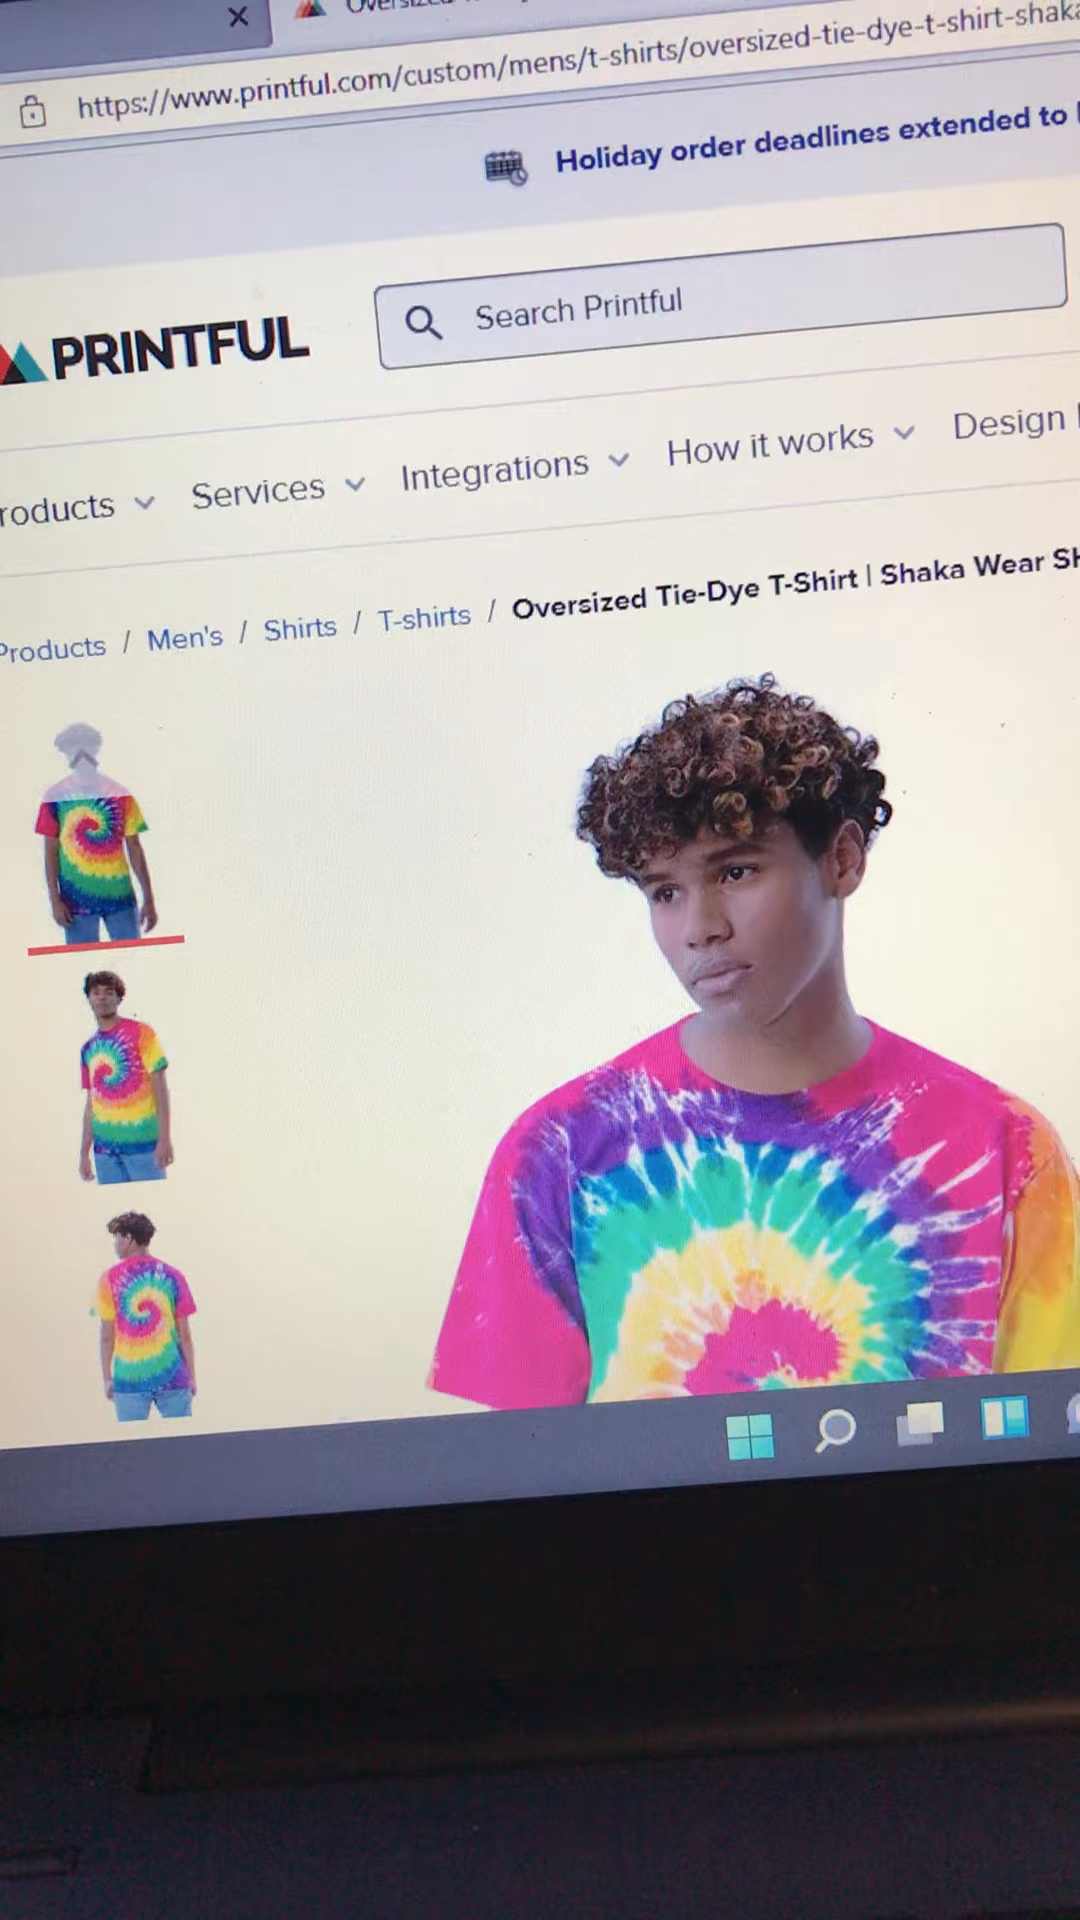 https://www.printful.com/custom/mens/t-shirts/oversized-tie-dye-t-shirt-shaka
Holiday order deadlines extended to
PRINTFUL
Search Printful
roducts Services Integrations How it works Design
Products / Men's / Shirts / T-shirts / Oversized Tie-Dye T-Shirt | Shaka Wear SH